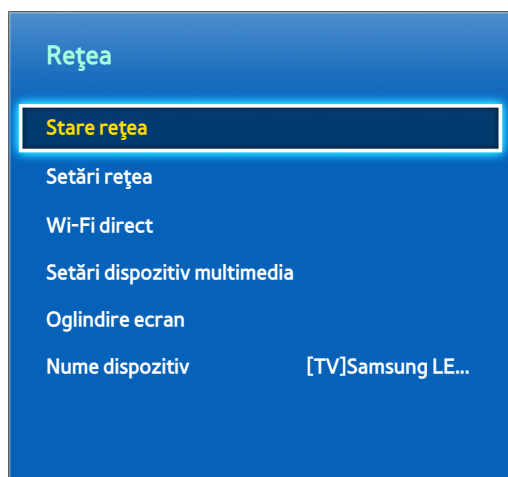 Reţea
Stare reţea
Setări reţea
Wi-Fi direct
Setări dispozitiv multimedia
Oglindire ecran
Nume dispozitiv [TV]Samsung LE...